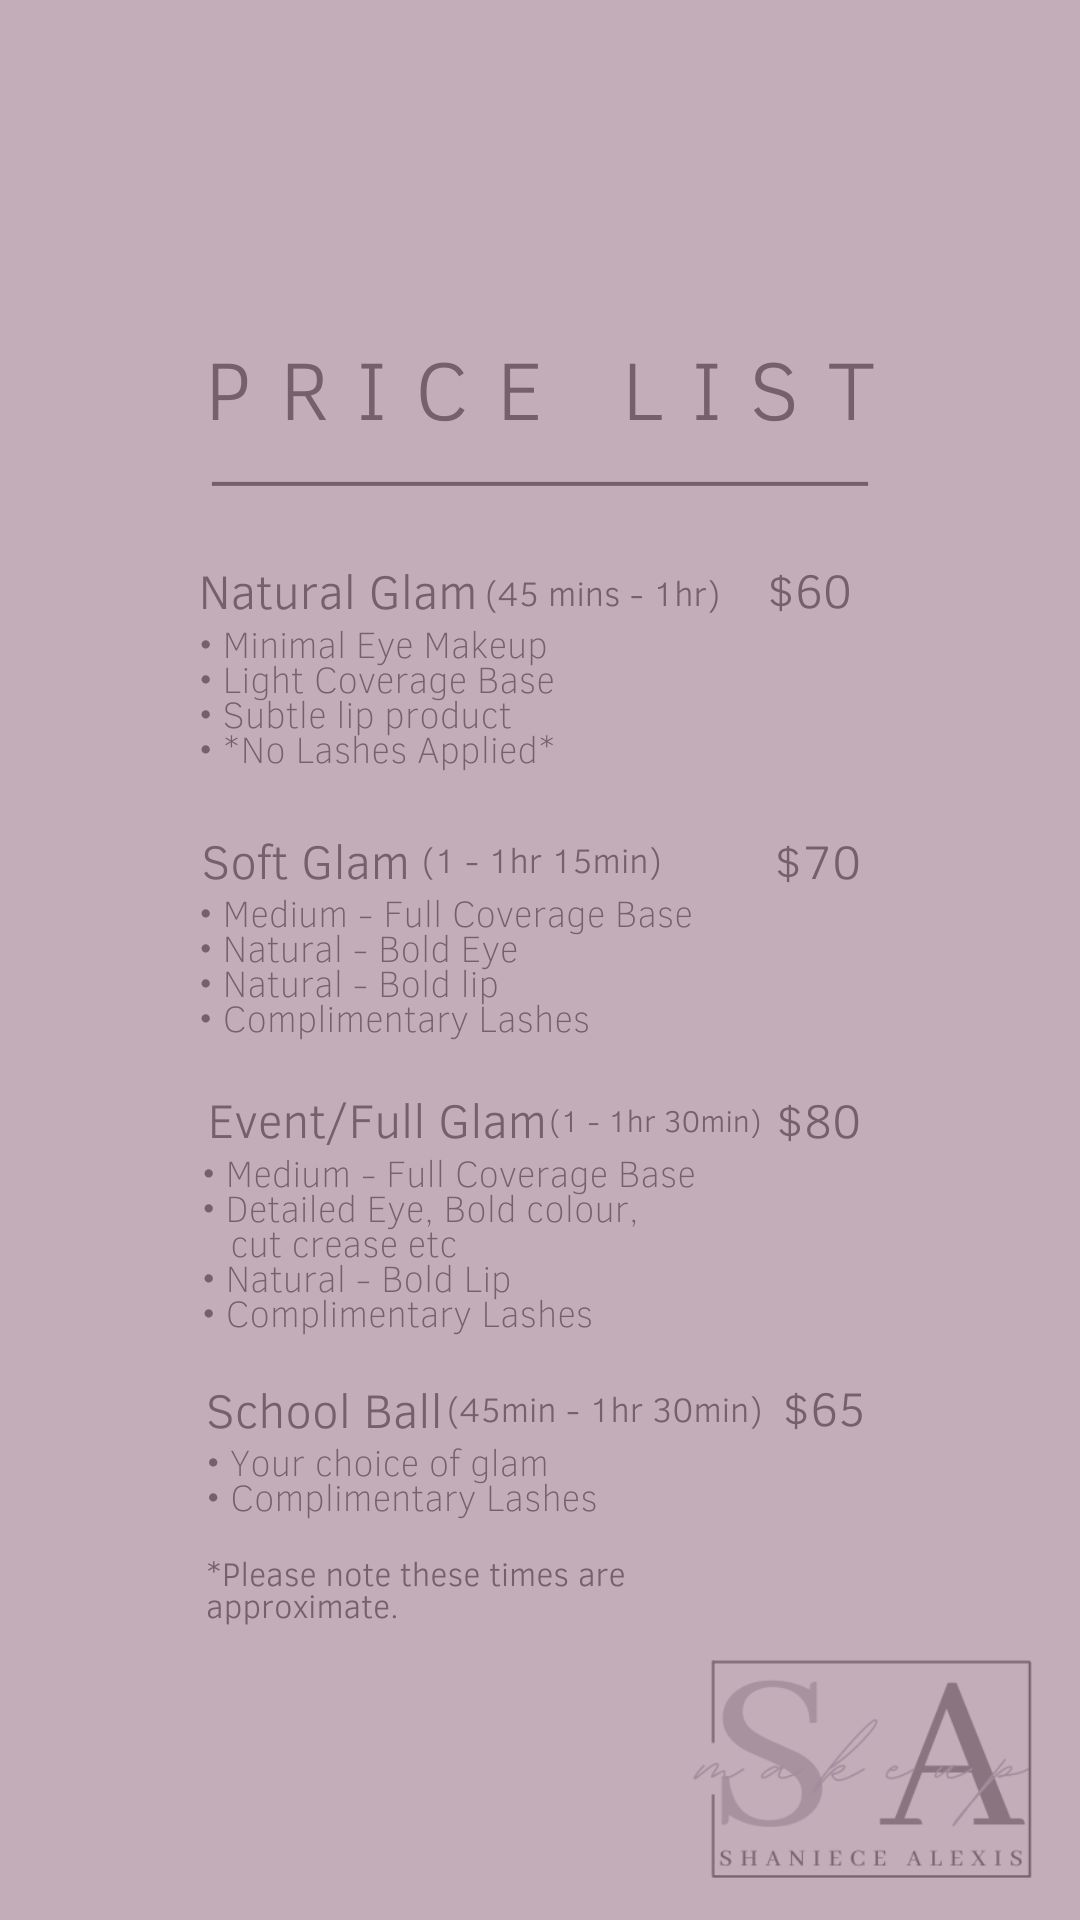 PRICE LIST
Natural Glam (45 mins - 1hr) $60
• Minimal Eye Makeup
• Light Coverage Base
• Subtle lip product
• *No Lashes Applied*
Soft Glam (1 - 1hr 15min) $70
• Medium - Full Coverage Base
• Natural - Bold Eye
• Natural - Bold lip
• Complimentary Lashes
Event/Full Glam (1 - 1hr 30min) $80
• Medium - Full Coverage Base
• Detailed Eye, Bold colour,
cut crease etc
• Natural - Bold Lip
• Complimentary Lashes
School Ball (45min - 1hr 30min) $65
• Your choice of glam
• Complimentary Lashes
*Please note these times are
approximate.
SA
makeup
SHANIECE ALEXIS